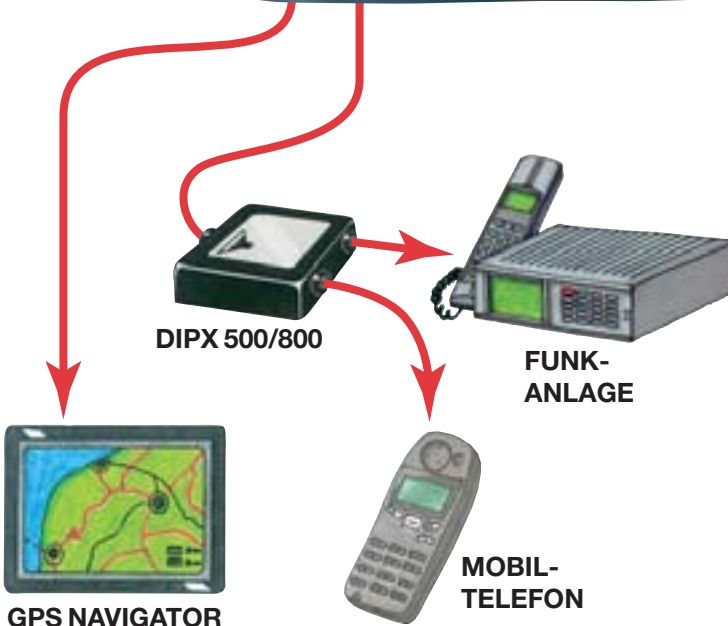 DIPX 500/800
FUNK-
ANLAGE
MOBIL-
TELEFON
GPS NAVIGATOR